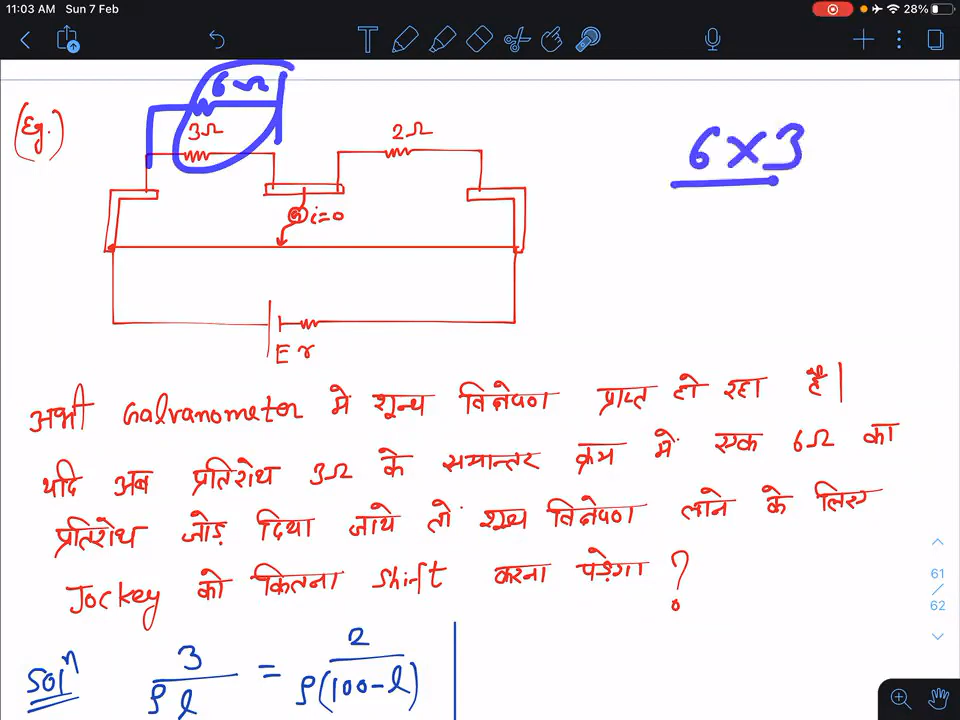 11:03 AM Sun 7 Feb
28%
T
6Ω
(Eg.)
3Ω
2Ω
6×3
G i=0
E r
अभी Galvanometer मे शून्य विक्षेपण प्राप्त हो रहा है।
यदि अब प्रतिरोध 3Ω के समान्तर क्रम में एक 6Ω का
प्रतिरोध जोड़ दिया जाये तो शून्य विक्षेपण लाने के लिए
Jockey को कितना Shift करना पड़ेगा ?
Solⁿ
3/ρl = 2/ρ(100-l)
61
/
62